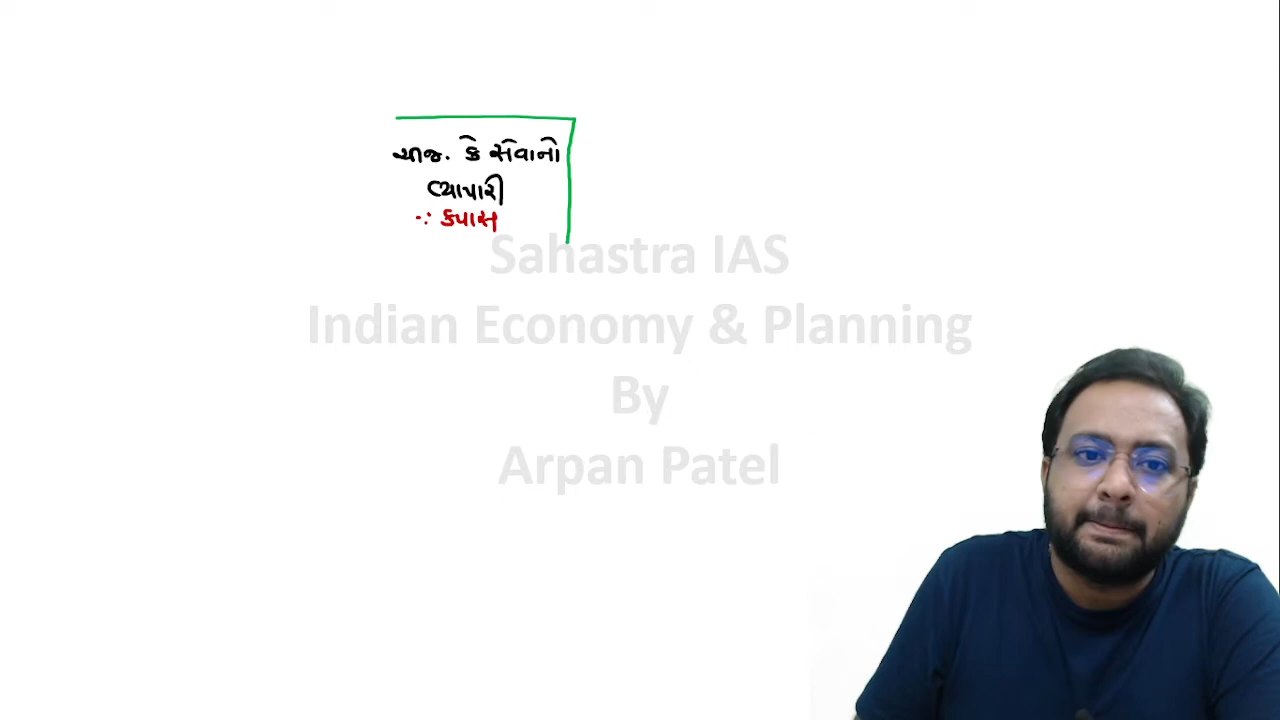 ચીજ. કે સેવાનો
વ્યાપારી
∵ કપાસ
Sahastra IAS
Indian Economy & Planning
By
Arpan Patel